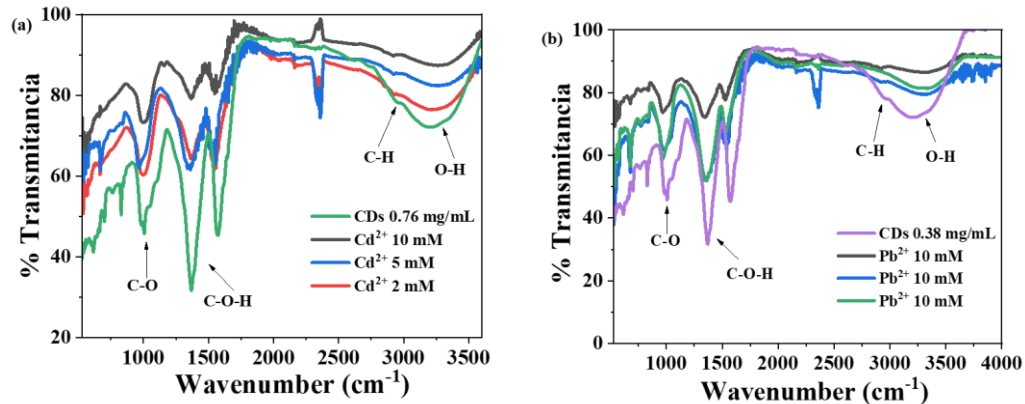 (a)
% Transmitancia
100
80
60
40
20
C-H
O-H
C-O
C-O-H
CDs 0.76 mg/mL
Cd²⁺ 10 mM
Cd²⁺ 5 mM
Cd²⁺ 2 mM
1000 1500 2000 2500 3000 3500
Wavenumber (cm⁻¹)
(b)
% Transmitancia
100
80
60
40
20
0
C-H
O-H
C-O
C-O-H
CDs 0.38 mg/mL
Pb²⁺ 10 mM
Pb²⁺ 10 mM
Pb²⁺ 10 mM
1000 1500 2000 2500 3000 3500 4000
Wavenumber (cm⁻¹)